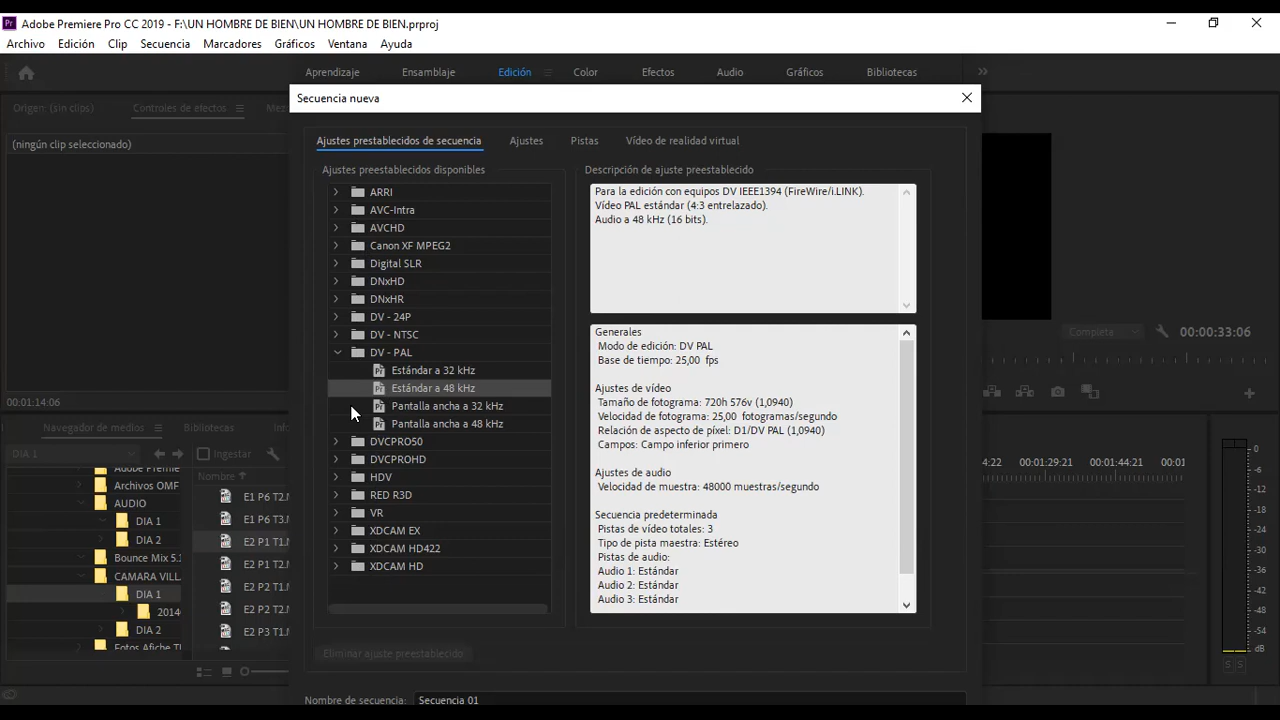 Adobe Premiere Pro CC 2019 - F:\UN HOMBRE DE BIEN\UN HOMBRE DE BIEN.prproj
Archivo Edición Clip Secuencia Marcadores Gráficos Ventana Ayuda
Aprendizaje Ensamblaje Edición Color Efectos Audio Gráficos Bibliotecas
Origen: (sin clips) Controles de efectos
(ningún clip seleccionado)
00:01:14:06
Secuencia nueva
Ajustes prestablecidos de secuencia Ajustes Pistas Vídeo de realidad virtual
Ajustes preestablecidos disponibles
ARRI
AVC-Intra
AVCHD
Canon XF MPEG2
Digital SLR
DNxHD
DNxHR
DV - 24P
DV - NTSC
DV - PAL
Estándar a 32 kHz
Estándar a 48 kHz
Pantalla ancha a 32 kHz
Pantalla ancha a 48 kHz
DVCPRO50
DVCPROHD
HDV
RED R3D
VR
XDCAM EX
XDCAM HD422
XDCAM HD
Eliminar ajuste preestablecido
Descripción de ajuste preestablecido
Para la edición con equipos DV IEEE1394 (FireWire/i.LINK).
Vídeo PAL estándar (4:3 entrelazado).
Audio a 48 kHz (16 bits).
Generales
Modo de edición: DV PAL
Base de tiempo: 25,00 fps
Ajustes de vídeo
Tamaño de fotograma: 720h 576v (1,0940)
Velocidad de fotograma: 25,00 fotogramas/segundo
Relación de aspecto de píxel: D1/DV PAL (1,0940)
Campos: Campo inferior primero
Ajustes de audio
Velocidad de muestra: 48000 muestras/segundo
Secuencia predeterminada
Pistas de vídeo totales: 3
Tipo de pista maestra: Estéreo
Pistas de audio:
Audio 1: Estándar
Audio 2: Estándar
Audio 3: Estándar
Nombre de secuencia: Secuencia 01
Completa
00:00:33:06
Navegador de medios Bibliotecas
DIA 1
Ingestar
Nombre
Archivos OMF
AUDIO
DIA 1
DIA 2
Bounce Mix 5.1
CAMARA VILL
DIA 1
2014
DIA 2
E1 P6 T2.M
E1 P6 T3.M
E2 P1 T1.M
E2 P1 T2.M
E2 P2 T1.M
E2 P2 T2.M
E2 P3 T1.M
4:22 00:01:29:21 00:01:44:21
0
-6
-12
-18
-24
-30
-36
-42
-48
-54
dB
S S